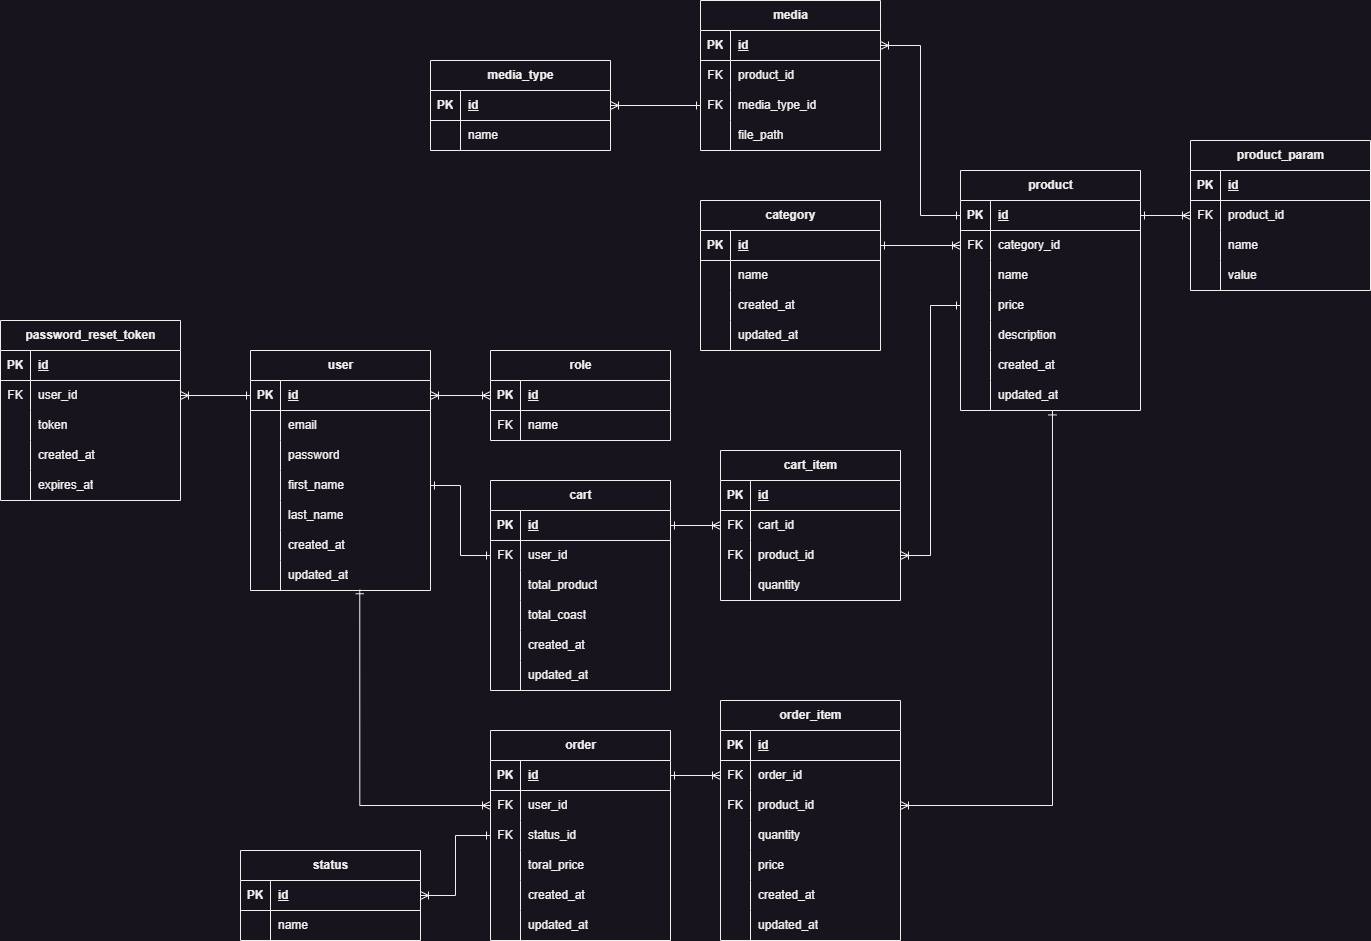 media
PK id
FK product_id
FK media_type_id
file_path
media_type
PK id
name
product_param
PK id
FK product_id
name
value
product
PK id
FK category_id
name
price
description
created_at
updated_at
category
PK id
name
created_at
updated_at
password_reset_token
PK id
FK user_id
token
created_at
expires_at
user
PK id
email
password
first_name
last_name
created_at
updated_at
role
PK id
FK name
cart
PK id
FK user_id
total_product
total_coast
created_at
updated_at
cart_item
PK id
FK cart_id
FK product_id
quantity
order
PK id
FK user_id
FK status_id
toral_price
created_at
updated_at
order_item
PK id
FK order_id
FK product_id
quantity
price
created_at
updated_at
status
PK id
name